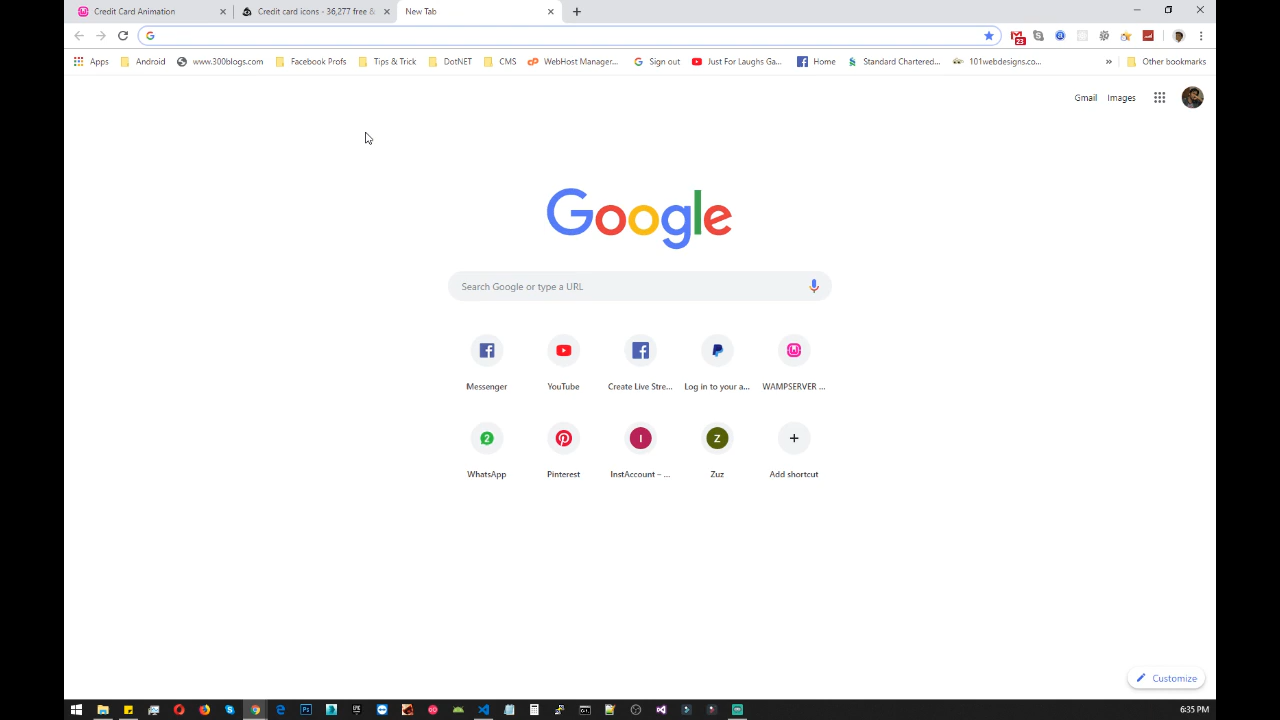 Credit Card Animation
Credit card icons - 36,277 free &
New Tab
23
Apps
Android
www.300blogs.com
Facebook Profs
Tips & Trick
DotNET
CMS
WebHost Manager...
Sign out
Just For Laughs Ga...
Home
Standard Chartered...
101webdesigns.co...
»
Other bookmarks
Gmail
Images
Google
Search Google or type a URL
Messenger
YouTube
Create Live Stre...
Log in to your a...
WAMPSERVER ...
2
I
Z
WhatsApp
Pinterest
InstAccount – ...
Zuz
Add shortcut
Customize
6:35 PM